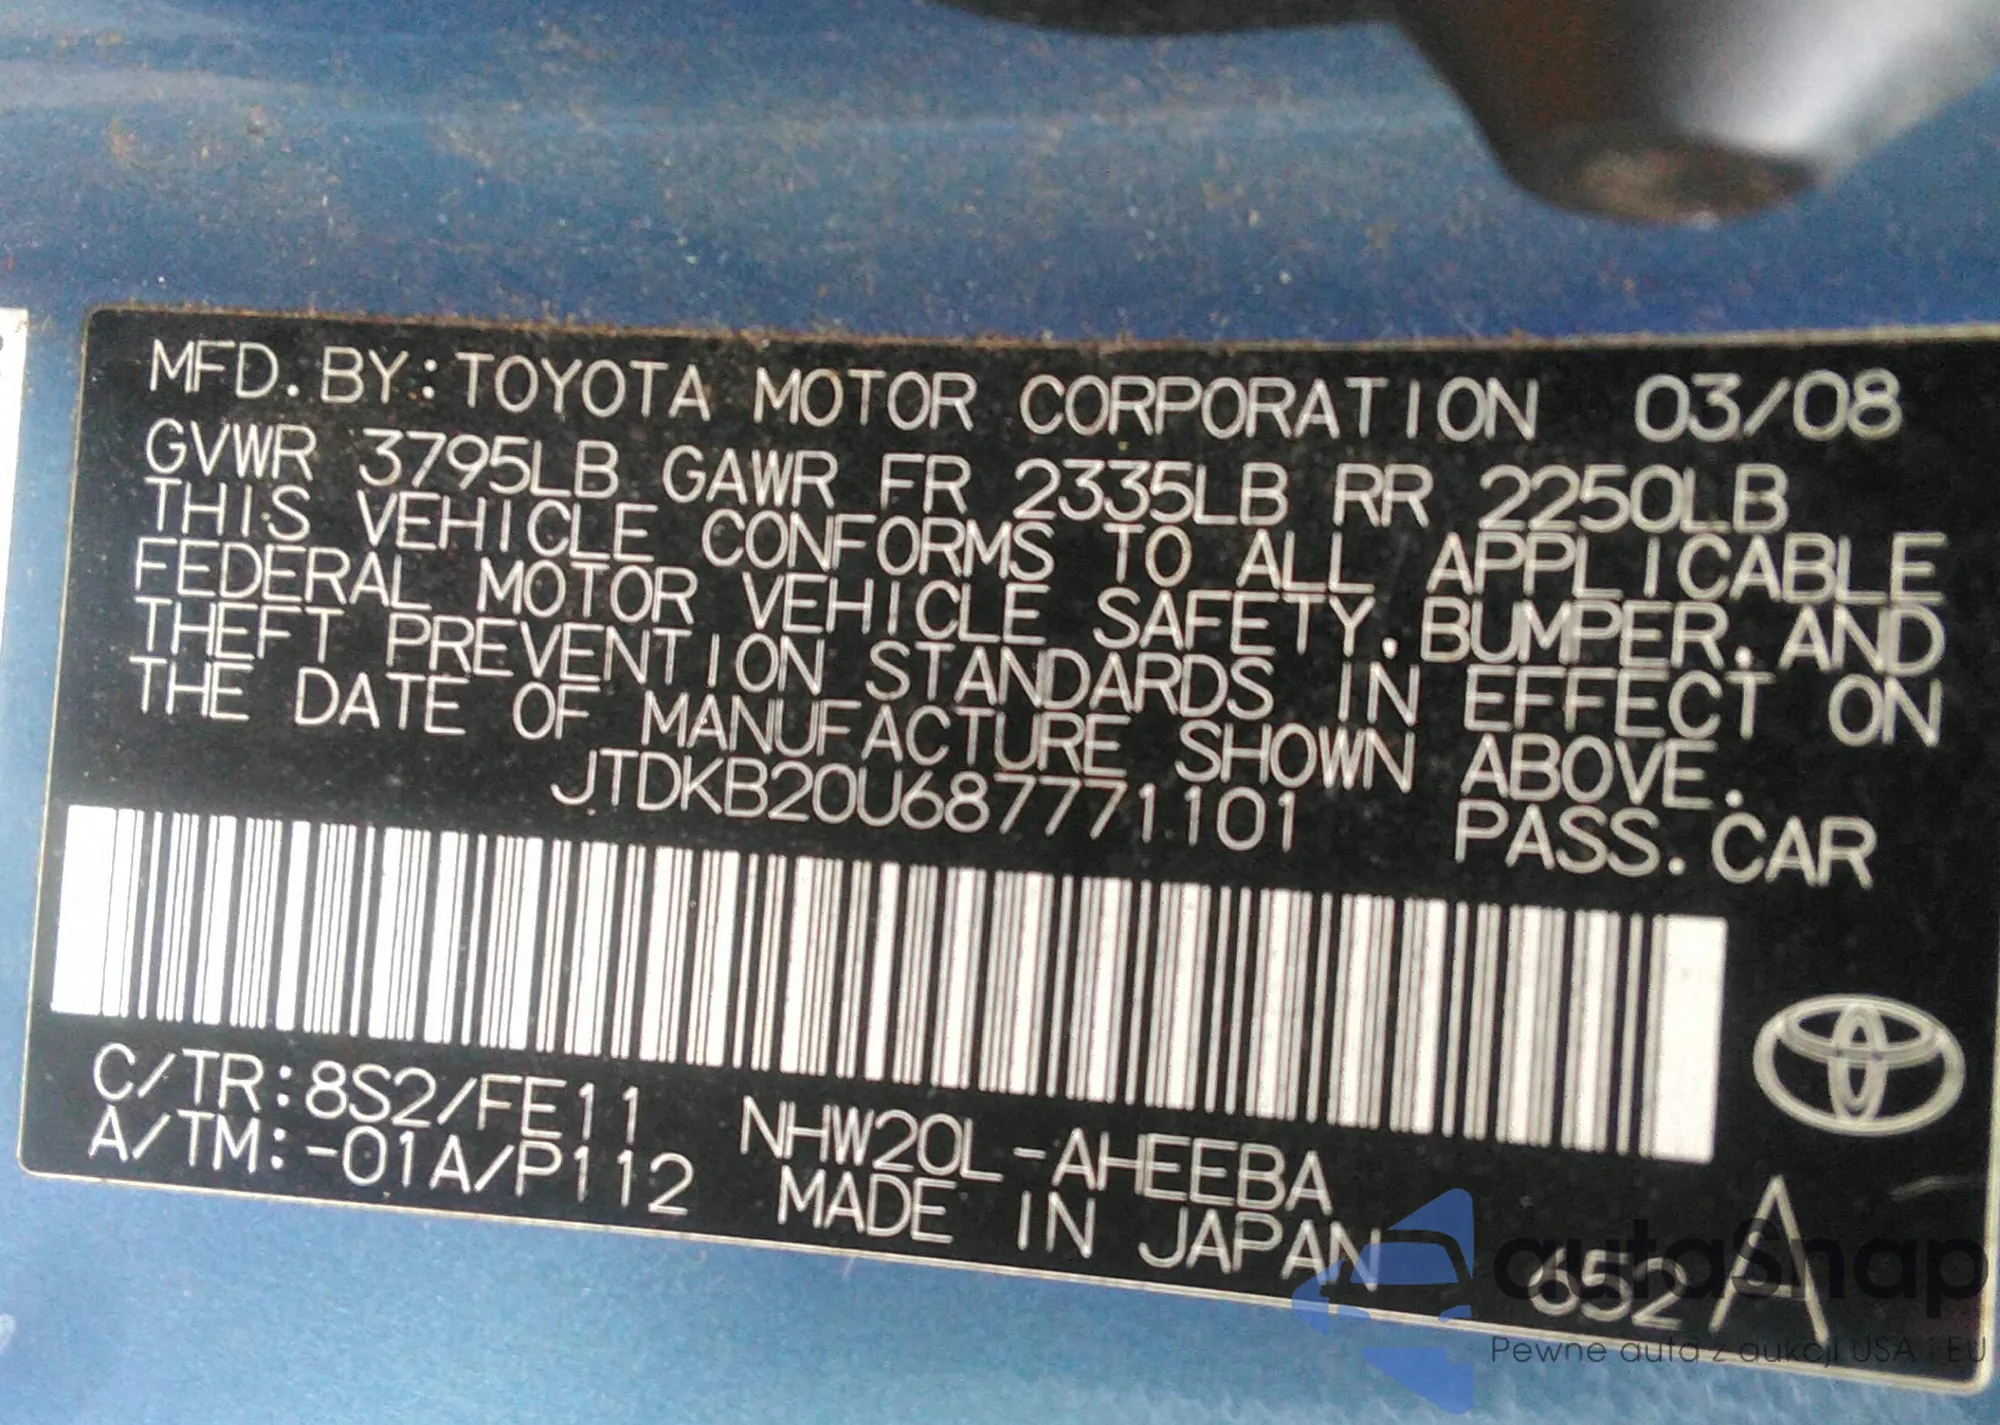 MFD. BY: TOYOTA MOTOR CORPORATION 03/08
GVWR 3795LB GAWR FR 2335LB RR 2250LB
THIS VEHICLE CONFORMS TO ALL APPLICABLE
FEDERAL MOTOR VEHICLE SAFETY, BUMPER, AND
THEFT PREVENTION STANDARDS IN EFFECT ON
THE DATE OF MANUFACTURE SHOWN ABOVE.
JTDKB20U687771101 PASS. CAR
C/TR: 8S2/FE11 NHW20L-AHEEBA
A/TM: -01A/P112 MADE IN JAPAN
652 A
autaSnap
Pewne auta z aukcji USA i EU